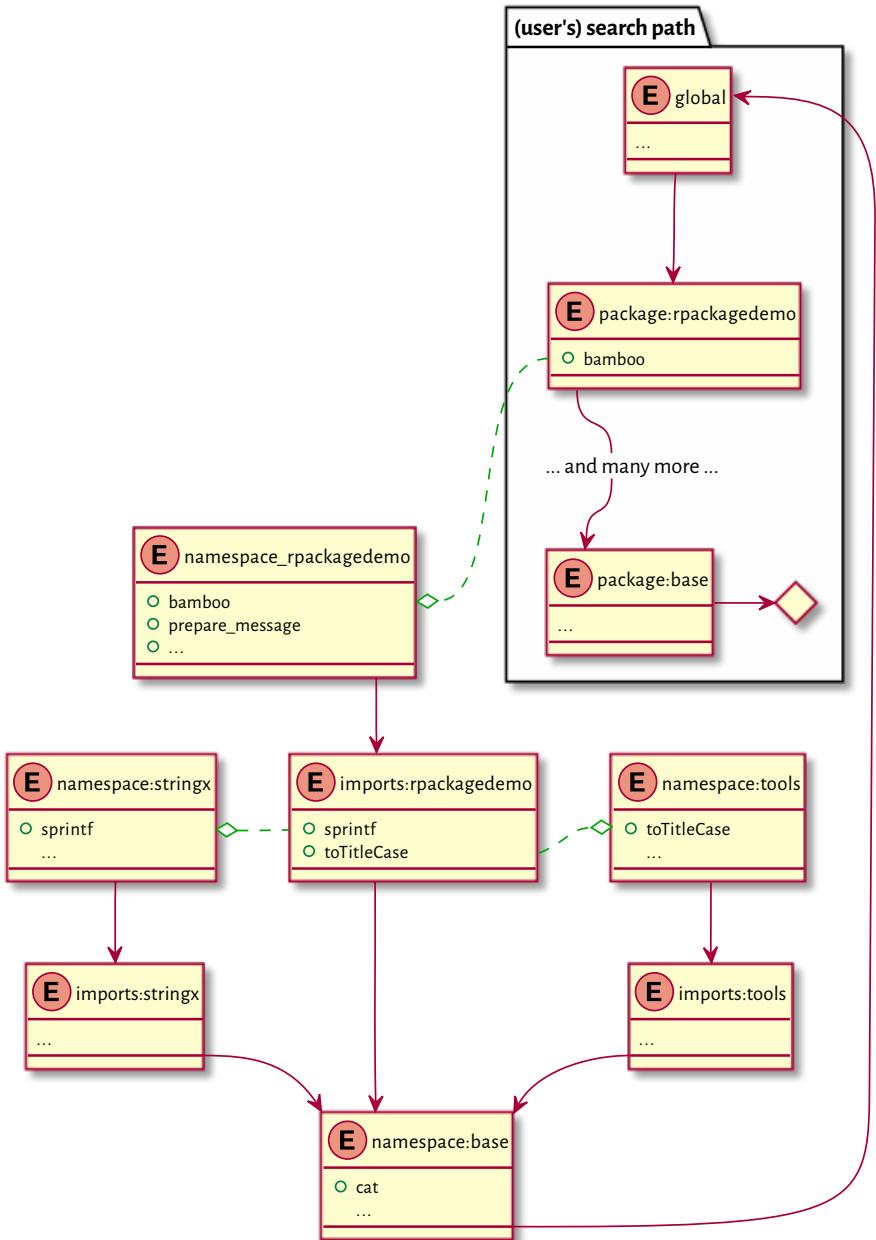 (user's) search path
E global
...
E package:rpackagedemo
bamboo
... and many more ...
E namespace_rpackagedemo
bamboo
prepare_message
...
E package:base
...
E namespace:stringx
sprintf
...
E imports:rpackagedemo
sprintf
toTitleCase
E namespace:tools
toTitleCase
...
E imports:stringx
...
E imports:tools
...
E namespace:base
cat
...